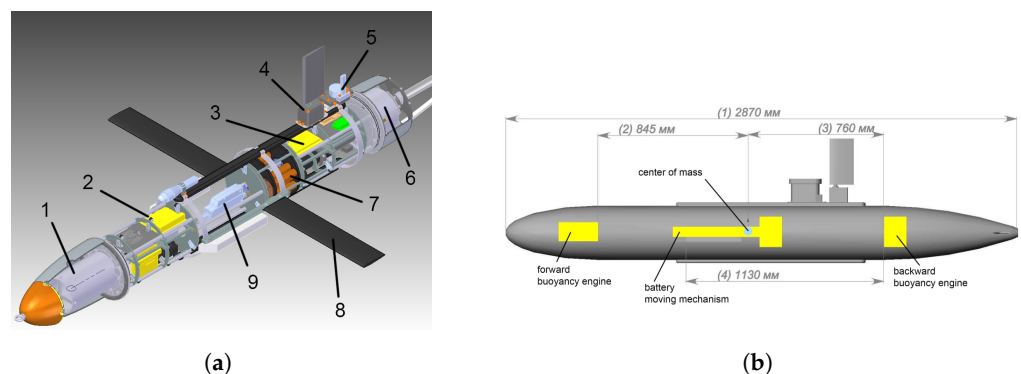 1
2
3
4
5
6
7
8
9
(1) 2870 мм
(2) 845 мм
(3) 760 мм
center of mass
forward
buoyancy engine
battery
moving mechanism
(4) 1130 мм
backward
buoyancy engine
(a)
(b)